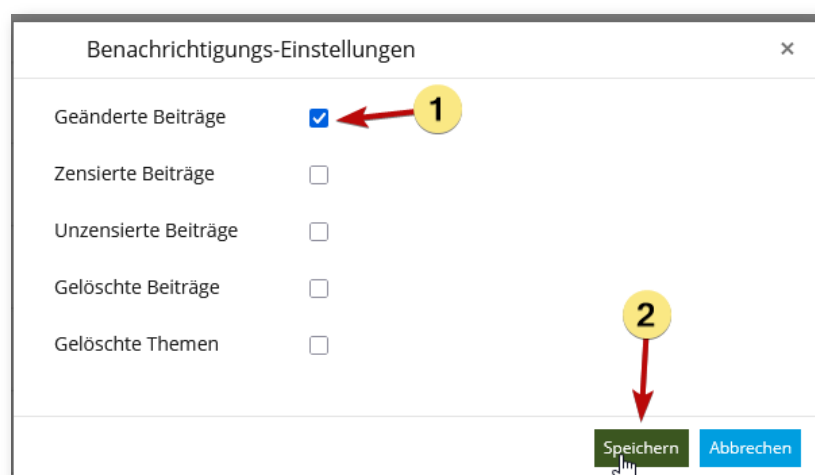 Benachrichtigungs-Einstellungen ×
Geänderte Beiträge 1
Zensierte Beiträge
Unzensierte Beiträge
Gelöschte Beiträge
2
Gelöschte Themen
Speichern Abbrechen